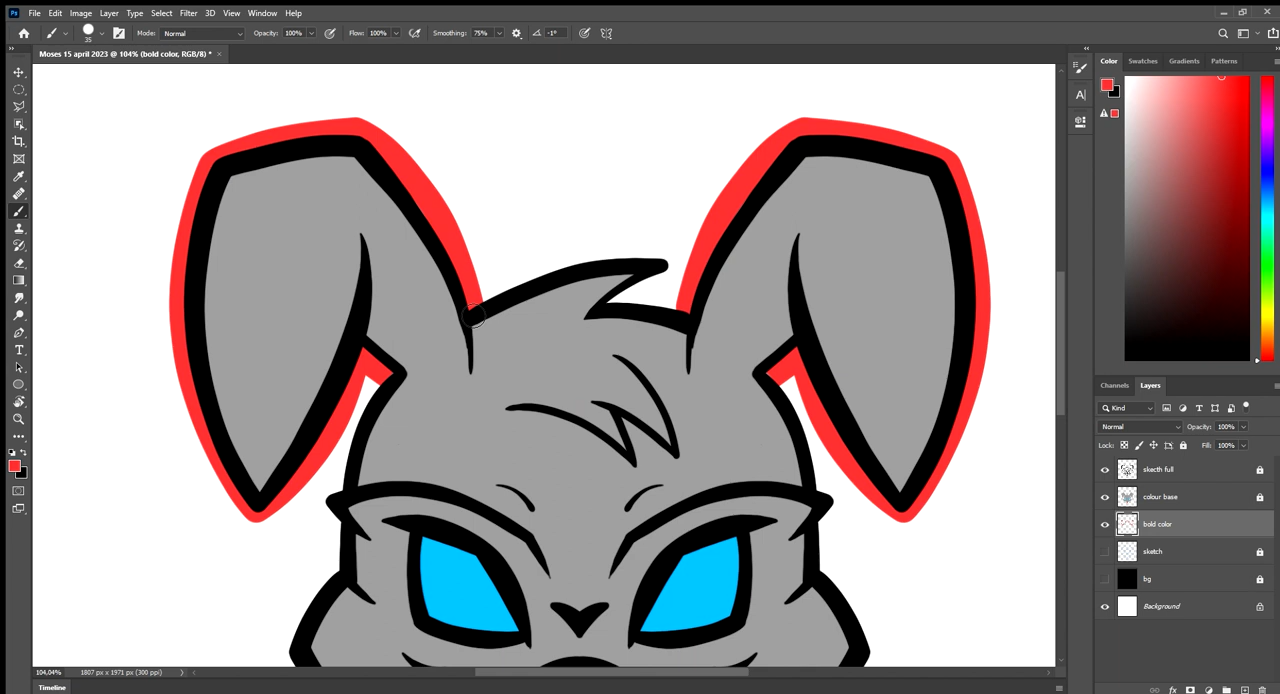 Ps File Edit Image Layer Type Select Filter 3D View Window Help
35 Mode: Normal Opacity: 100% Flow: 100% Smoothing: 75% -1°
Moses 15 april 2023 @ 104% (bold color, RGB/8) * ×
Color Swatches Gradients Patterns
A
Channels Layers
Kind
Normal Opacity: 100%
Lock: Fill: 100%
skecth full
colour base
bold color
sketch
bg
Background
104,04% 1807 px x 1971 px (300 ppi)
Timeline
fx